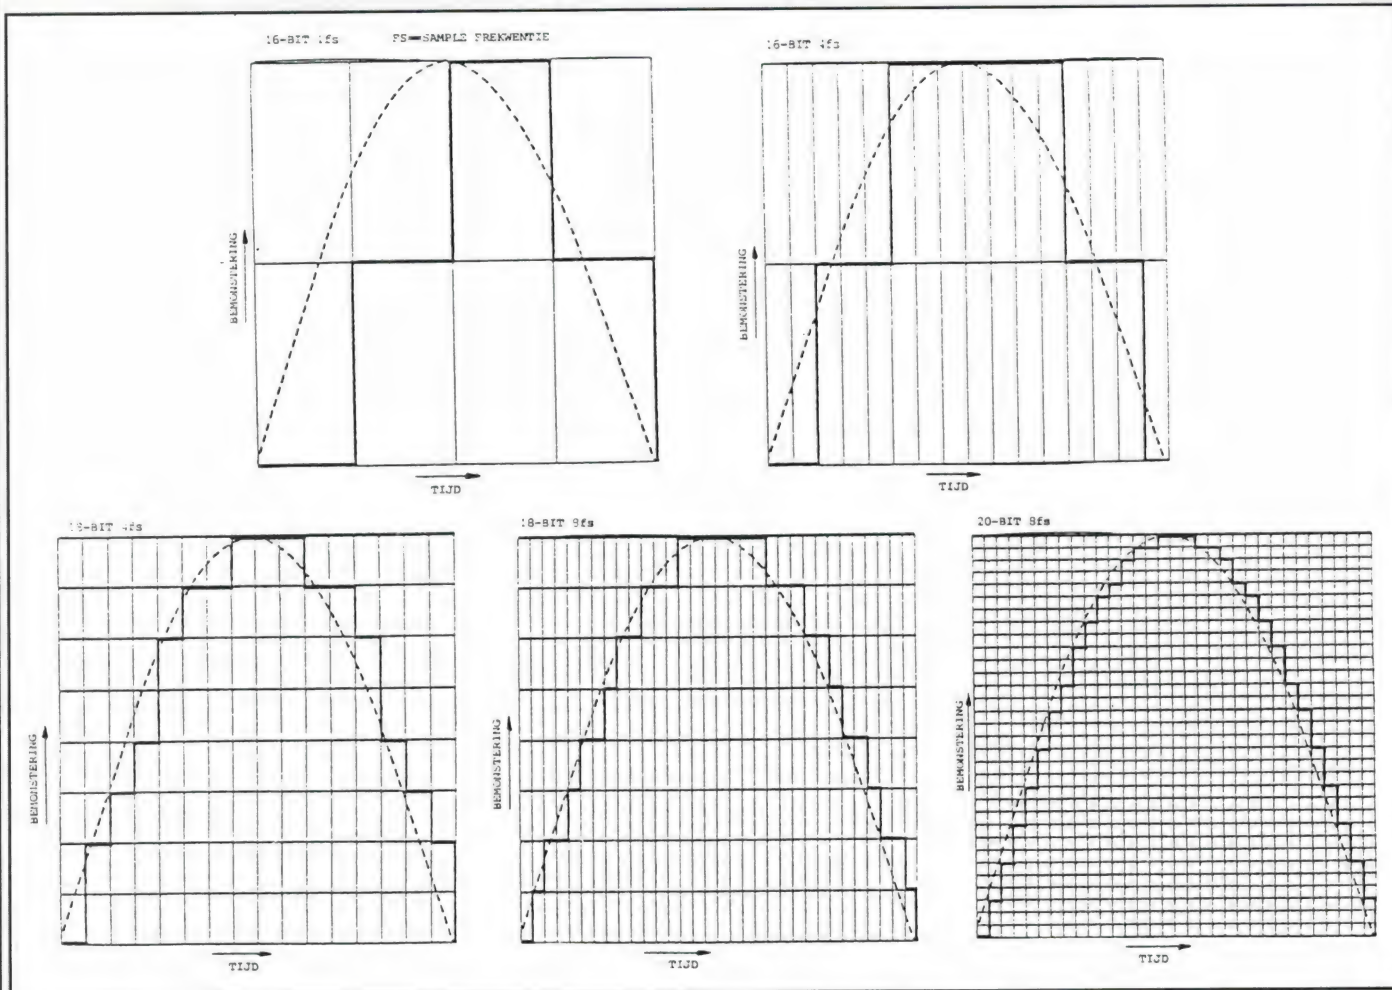 16-BIT 1fs FS=SAMPLE FREKWENTIE
BEMONSTERING
TIJD
16-BIT 4fs
BEMONSTERING
TIJD
18-BIT 4fs
BEMONSTERING
TIJD
18-BIT 8fs
BEMONSTERING
TIJD
20-BIT 8fs
BEMONSTERING
TIJD